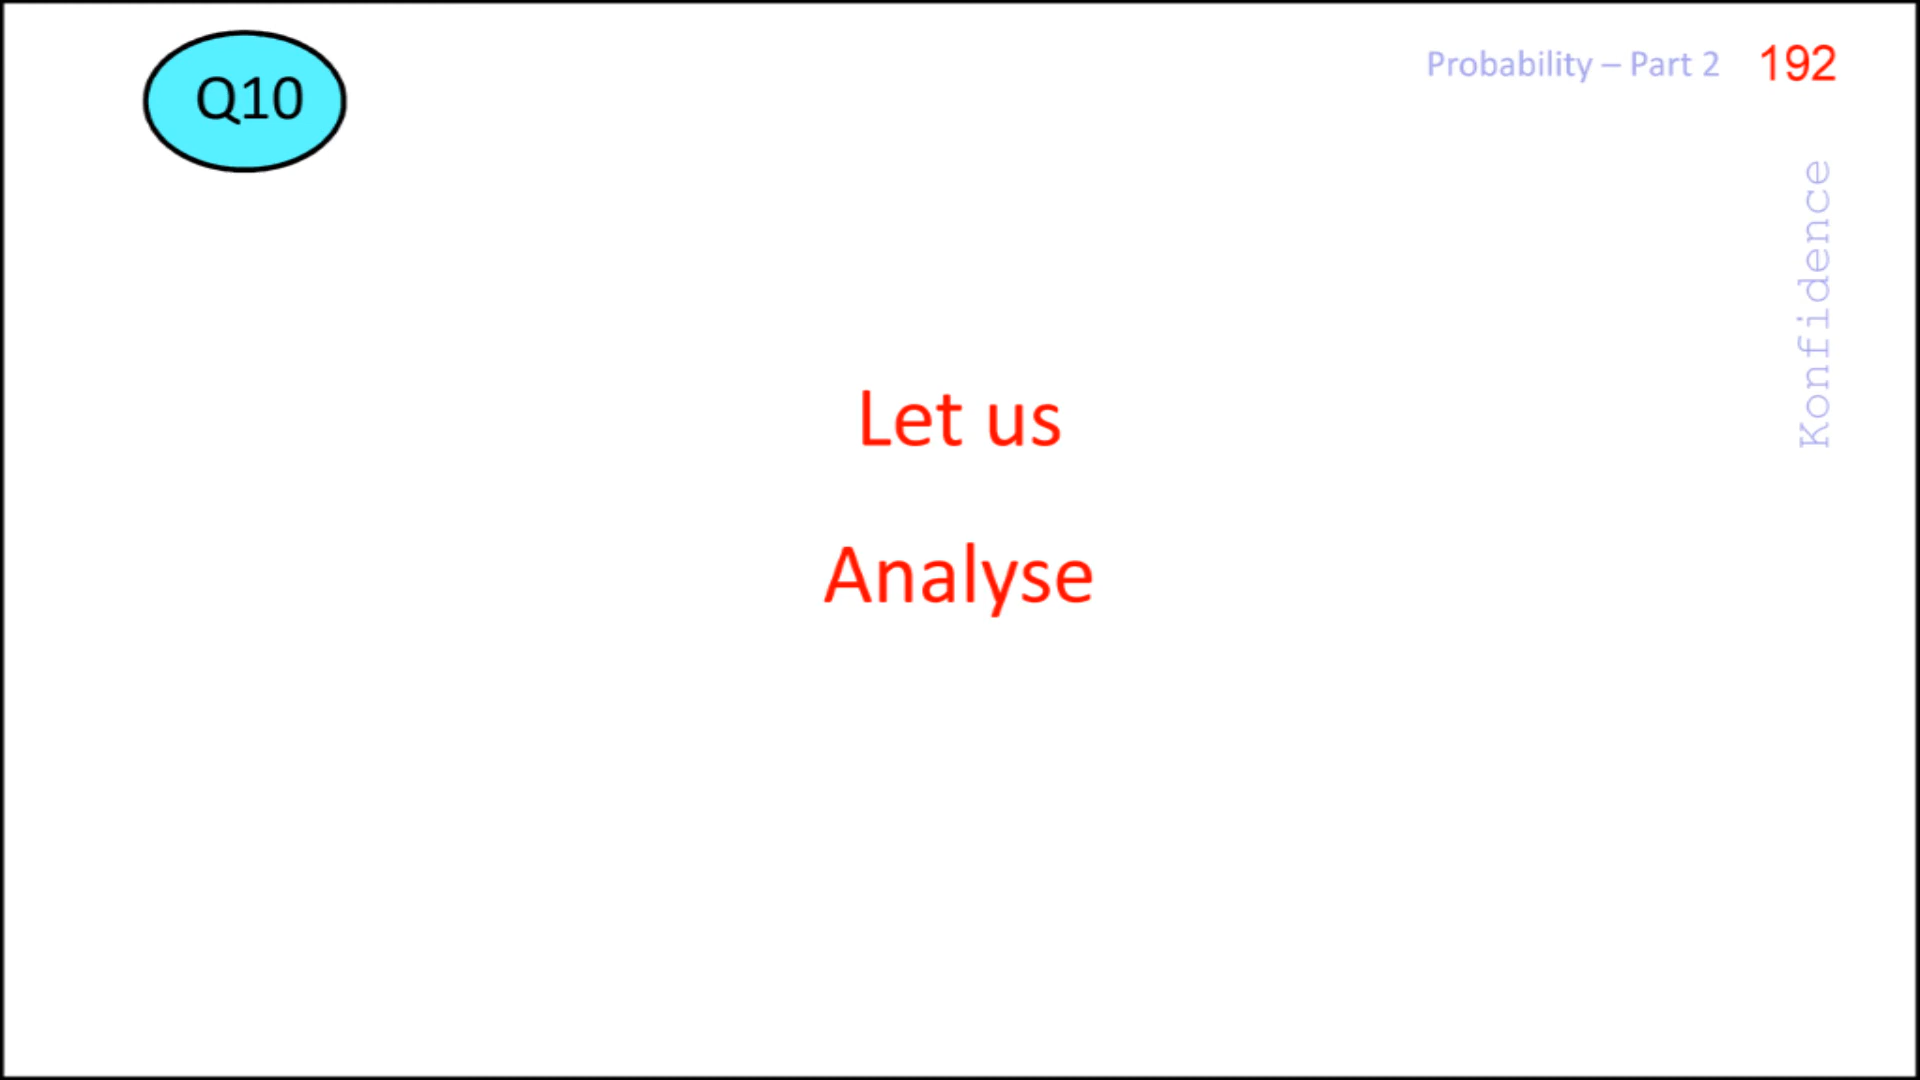 Q10
Probability – Part 2 192
Konfidence
Let us
Analyse